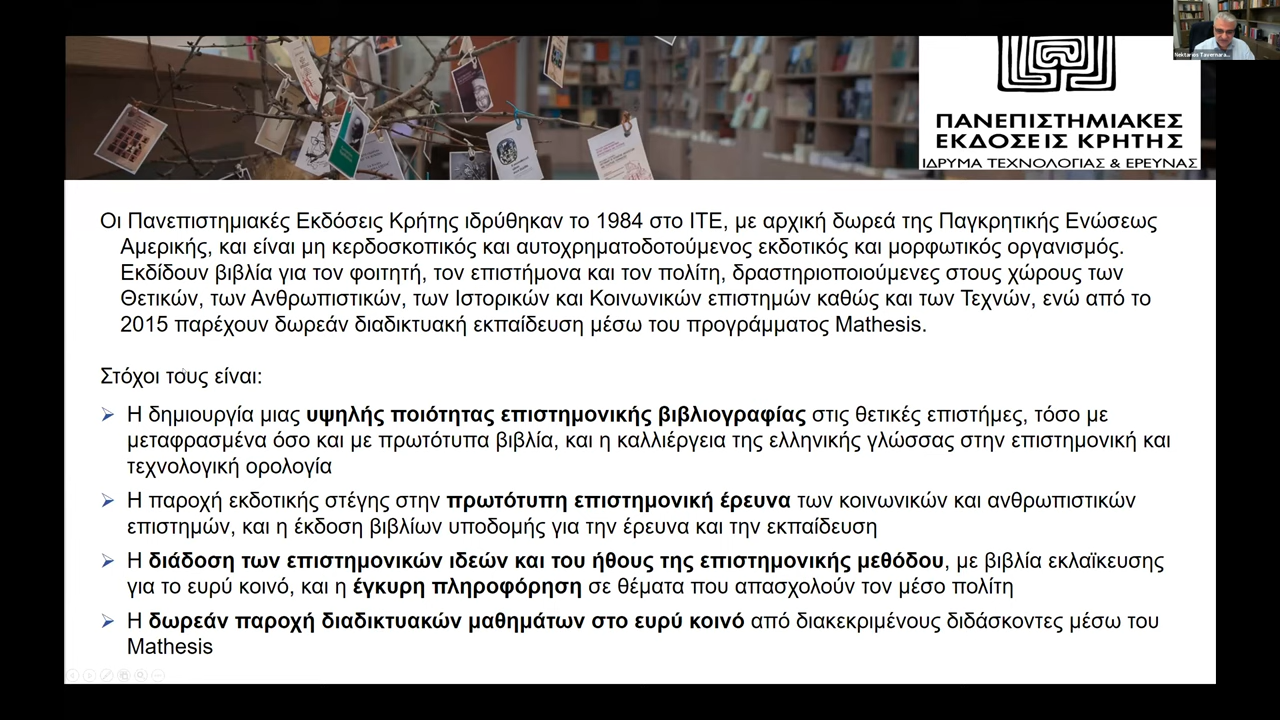 Nektarios Tavernara...
ΠΑΝΕΠΙΣΤΗΜΙΑΚΕΣ
ΕΚΔΟΣΕΙΣ ΚΡΗΤΗΣ
ΙΔΡΥΜΑ ΤΕΧΝΟΛΟΓΙΑΣ & ΕΡΕΥΝΑΣ
Οι Πανεπιστημιακές Εκδόσεις Κρήτης ιδρύθηκαν το 1984 στο ΙΤΕ, με αρχική δωρεά της Παγκρητικής Ενώσεως
Αμερικής, και είναι μη κερδοσκοπικός και αυτοχρηματοδοτούμενος εκδοτικός και μορφωτικός οργανισμός.
Εκδίδουν βιβλία για τον φοιτητή, τον επιστήμονα και τον πολίτη, δραστηριοποιούμενες στους χώρους των
Θετικών, των Ανθρωπιστικών, των Ιστορικών και Κοινωνικών επιστημών καθώς και των Τεχνών, ενώ από το
2015 παρέχουν δωρεάν διαδικτυακή εκπαίδευση μέσω του προγράμματος Mathesis.
Στόχοι τους είναι:
Η δημιουργία μιας υψηλής ποιότητας επιστημονικής βιβλιογραφίας στις θετικές επιστήμες, τόσο με
μεταφρασμένα όσο και με πρωτότυπα βιβλία, και η καλλιέργεια της ελληνικής γλώσσας στην επιστημονική και
τεχνολογική ορολογία
Η παροχή εκδοτικής στέγης στην πρωτότυπη επιστημονική έρευνα των κοινωνικών και ανθρωπιστικών
επιστημών, και η έκδοση βιβλίων υποδομής για την έρευνα και την εκπαίδευση
Η διάδοση των επιστημονικών ιδεών και του ήθους της επιστημονικής μεθόδου, με βιβλία εκλαϊκευσης
για το ευρύ κοινό, και η έγκυρη πληροφόρηση σε θέματα που απασχολούν τον μέσο πολίτη
Η δωρεάν παροχή διαδικτυακών μαθημάτων στο ευρύ κοινό από διακεκριμένους διδάσκοντες μέσω του
Mathesis